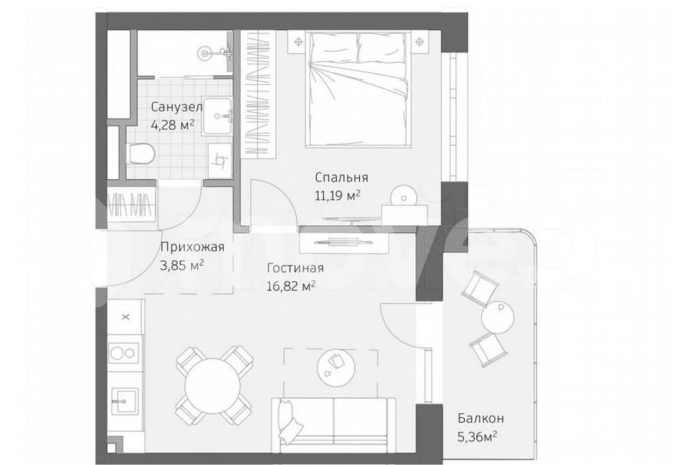 Санузел
4,28 м²
Спальня
11,19 м²
Прихожая
3,85 м²
Гостиная
16,82 м²
X
Балкон
5,36м²